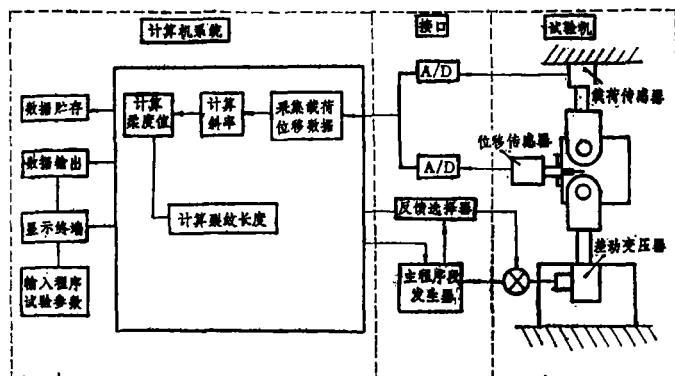 计算机系统
接口
试验机
数据贮存
数据输出
显示终端
输入程序
试验参数
计算
柔度值
计算
斜率
采集载荷
位移数据
计算裂纹长度
A/D
A/D
反馈选择器
主程序段
发生器
载荷传感器
位移传感器
差动变压器